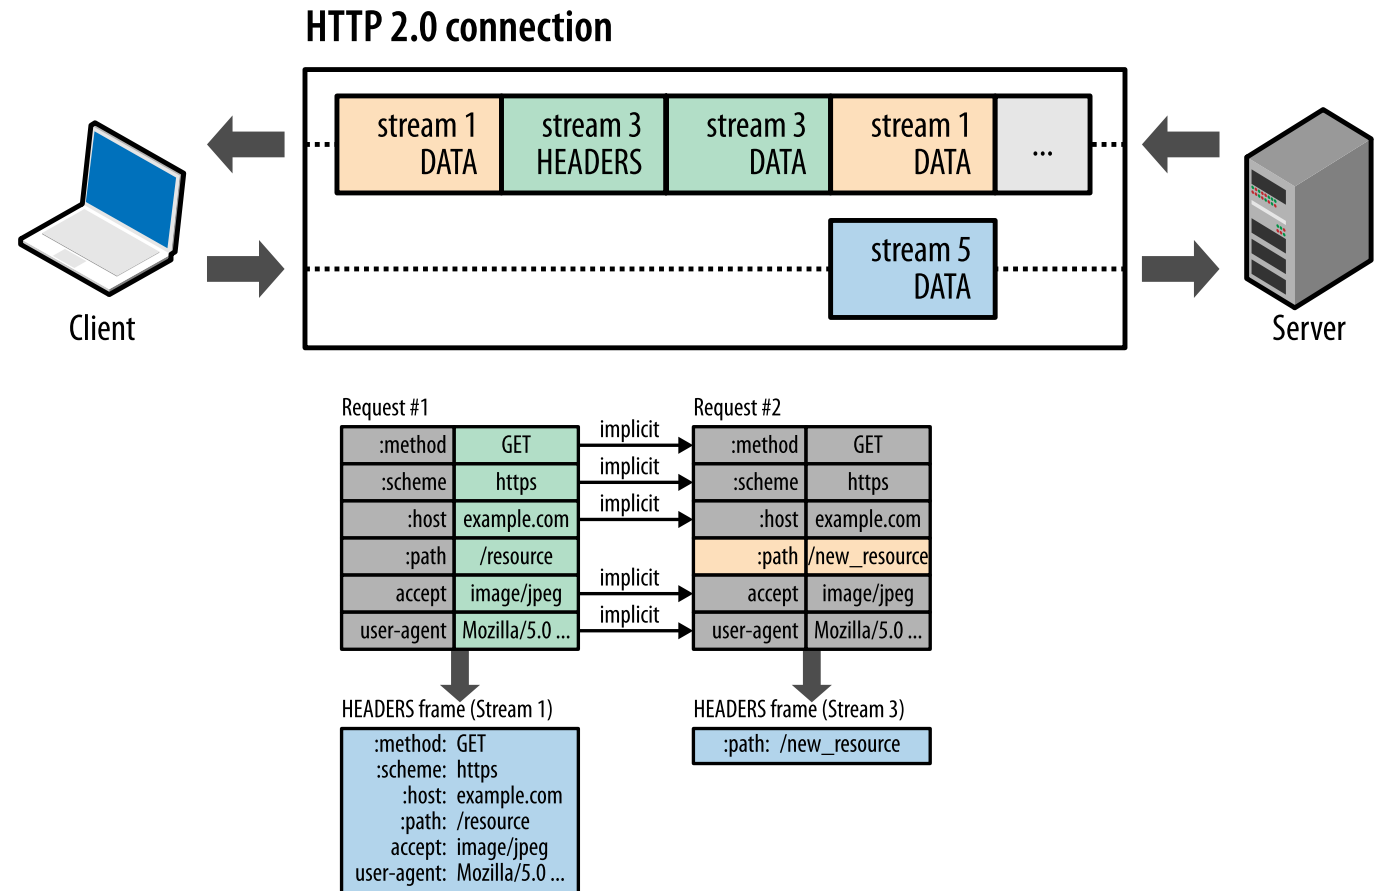 HTTP 2.0 connection
stream 1
DATA
stream 3
HEADERS
stream 3
DATA
stream 1
DATA
...
stream 5
DATA
Client
Server
Request #1
:method GET
:scheme https
:host example.com
:path /resource
accept image/jpeg
user-agent Mozilla/5.0 ...
implicit
implicit
implicit
implicit
implicit
Request #2
:method GET
:scheme https
:host example.com
:path /new_resource
accept image/jpeg
user-agent Mozilla/5.0 ...
HEADERS frame (Stream 1)
:method: GET
:scheme: https
:host: example.com
:path: /resource
accept: image/jpeg
user-agent: Mozilla/5.0 ...
HEADERS frame (Stream 3)
:path: /new_resource